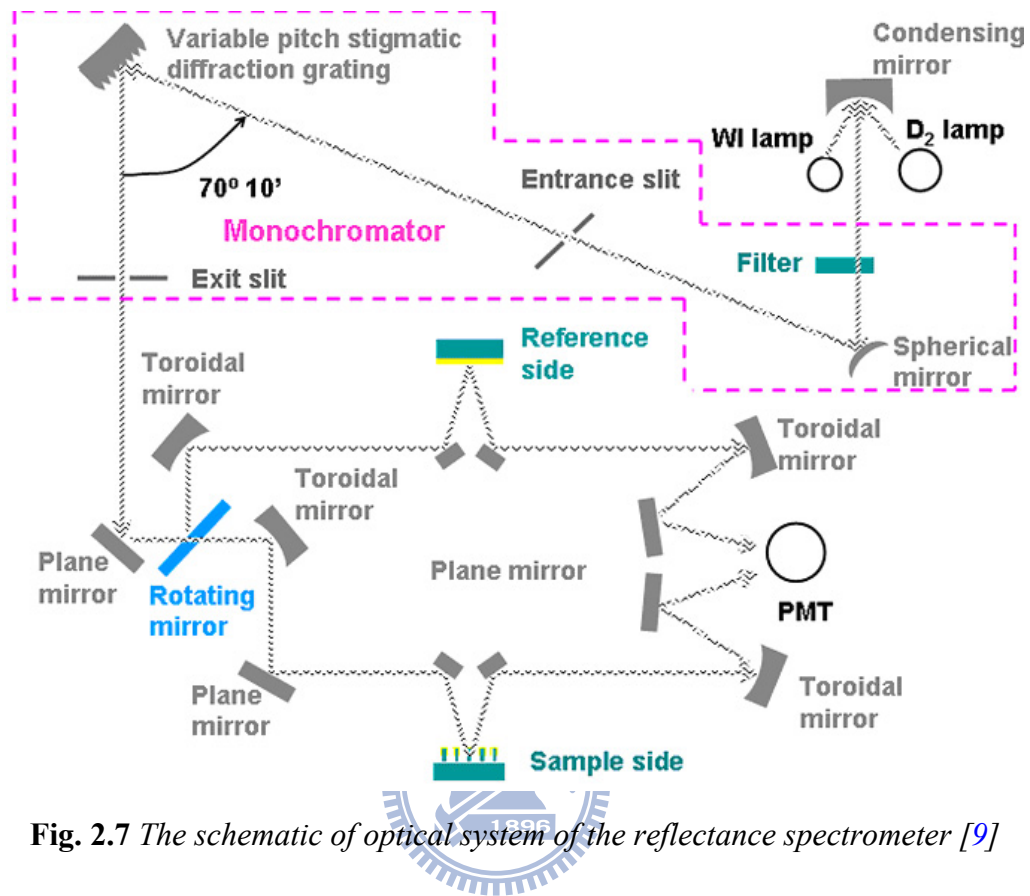 Variable pitch stigmatic
diffraction grating
Condensing
mirror
WI lamp
D₂ lamp
70º 10'
Entrance slit
Monochromator
Filter
Exit slit
Spherical
mirror
Reference
side
Toroidal
mirror
Toroidal
mirror
Toroidal
mirror
Plane
mirror
Rotating
mirror
Plane mirror
PMT
Plane
mirror
Toroidal
mirror
Sample side
1896
Fig. 2.7 The schematic of optical system of the reflectance spectrometer [9]